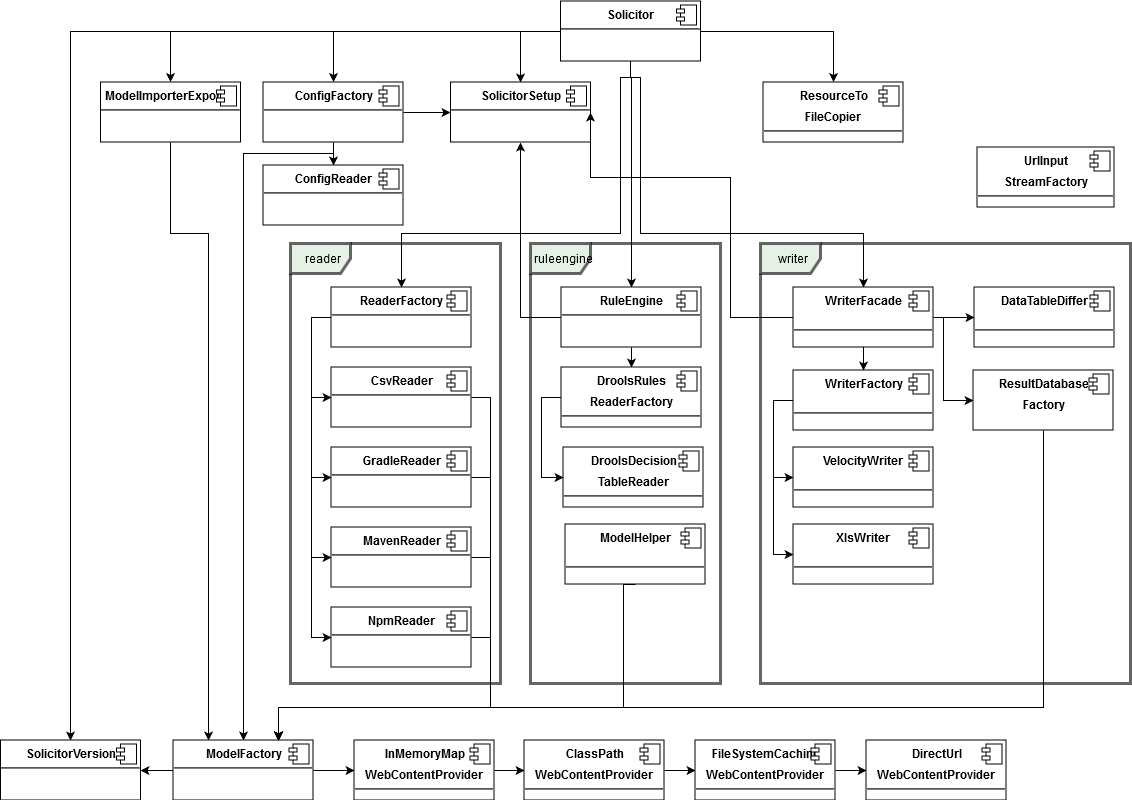 Solicitor
ModelImporterExpo
ConfigFactory
SolicitorSetup
ResourceTo
FileCopier
UrlInput
StreamFactory
ConfigReader
reader
ruleengine
writer
ReaderFactory
RuleEngine
WriterFacade
DataTableDiffer
CsvReader
DroolsRules
ReaderFactory
WriterFactory
ResultDatabase
Factory
GradleReader
DroolsDecision
TableReader
VelocityWriter
MavenReader
ModelHelper
XlsWriter
NpmReader
SolicitorVersion
ModelFactory
InMemoryMap
WebContentProvider
ClassPath
WebContentProvider
FileSystemCachin
WebContentProvider
DirectUrl
WebContentProvider